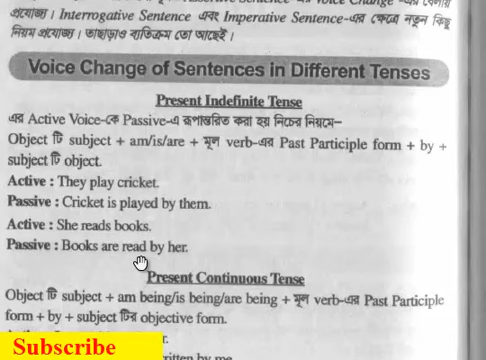 প্রযোজ্য। Interrogative Sentence এবং Imperative Sentence-এর ক্ষেত্রে নতুন কিছু
নিয়ম প্রযোজ্য। তাছাড়াও ব্যতিক্রম তো আছেই।
Voice Change of Sentences in Different Tenses
Present Indefinite Tense
এর Active Voice-কে Passive-এ রূপান্তরিত করা হয় নিচের নিয়মে–
Object টি subject + am/is/are + মূল verb-এর Past Participle form + by +
subject টি object.
Active : They play cricket.
Passive : Cricket is played by them.
Active : She reads books.
Passive : Books are read by her.
Present Continuous Tense
Object টি subject + am being/is being/are being + মূল verb-এর Past Participle
form + by + subject টির objective form.
Subscribe
written by me